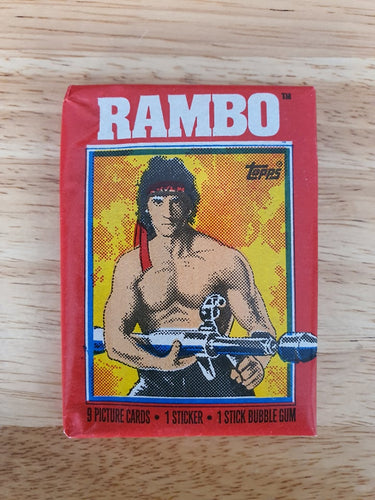 RAMBO™
Topps®
9 PICTURE CARDS • 1 STICKER • 1 STICK BUBBLE GUM